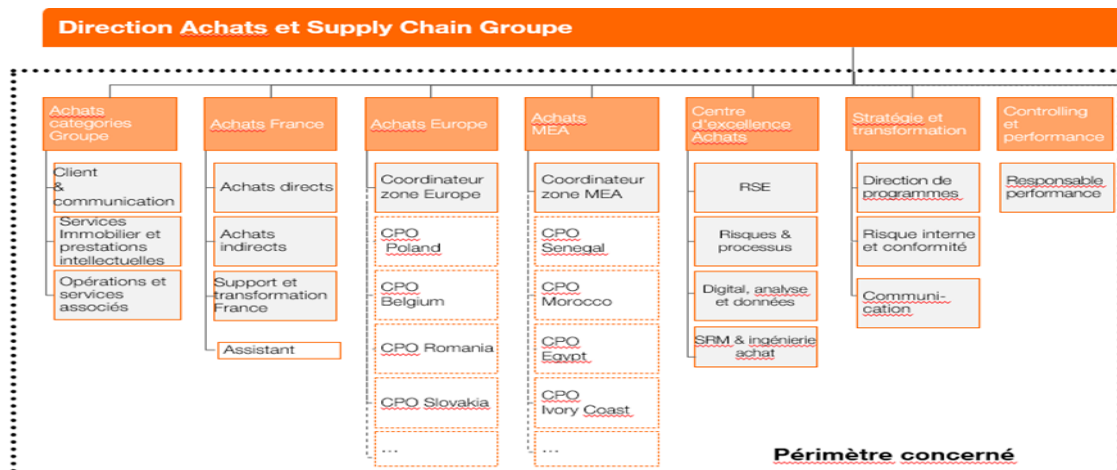 Direction Achats et Supply Chain Groupe
Achats
catégories
Groupe
Client
&
communication
Services
Immobilier et
prestations
intellectuelles
Opérations et
services
associés
Achats France
Achats directs
Achats
indirects
Support et
transformation
France
Assistant
Achats Europe
Coordinateur
zone Europe
CPO
Poland
CPO
Belgium
CPO Romania
CPO Slovakia
...
Achats
MEA
Coordinateur
zone MEA
CPO
Senegal
CPO
Morocco
CPO
Egypt
CPO
Ivory Coast
...
Centre
d'excellence
Achats
RSE
Risques &
processus
Digital, analyse
et données
SRM & ingénierie
achat
Stratégie et
transformation
Direction de
programmes
Risque interne
et conformité
Communi-
cation
Controlling
et
performance
Responsable
performance
Périmètre concerné